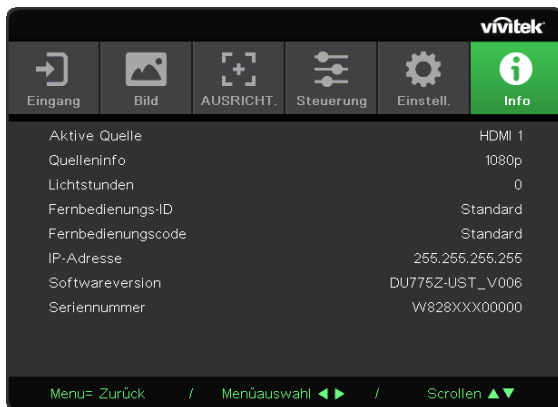 vivitek
Eingang Bild AUSRICHT. Steuerung Einstell. Info
Aktive Quelle HDMI 1
Quelleninfo 1080p
Lichtstunden 0
Fernbedienungs-ID Standard
Fernbedienungscode Standard
IP-Adresse 255.255.255.255
Softwareversion DU775Z-UST_V006
Seriennummer W828XXX00000
Menu= Zurück / Menüauswahl ◀ ▶ / Scrollen ▲▼